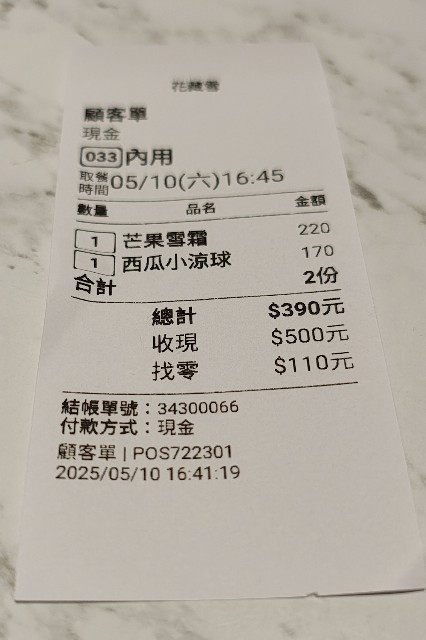 花藏雪
顧客單
現金
033 內用
取餐時間 05/10(六)16:45
數量 品名 金額
1 芒果雪霜 220
1 西瓜小涼球 170
合計 2份
總計 $390元
收現 $500元
找零 $110元
結帳單號：34300066
付款方式：現金
顧客單 | POS722301
2025/05/10 16:41:19